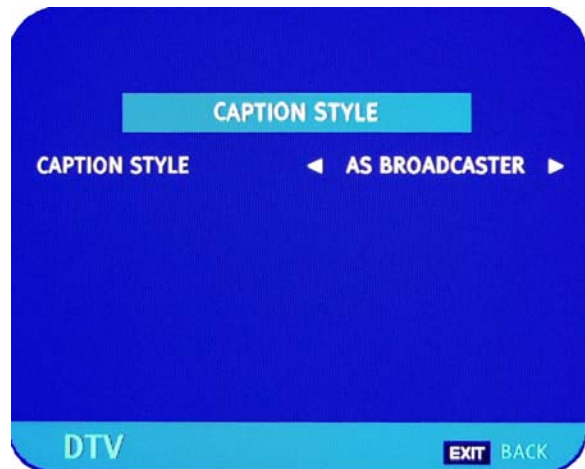 CAPTION STYLE
CAPTION STYLE ◀ AS BROADCASTER ▶
DTV EXIT BACK